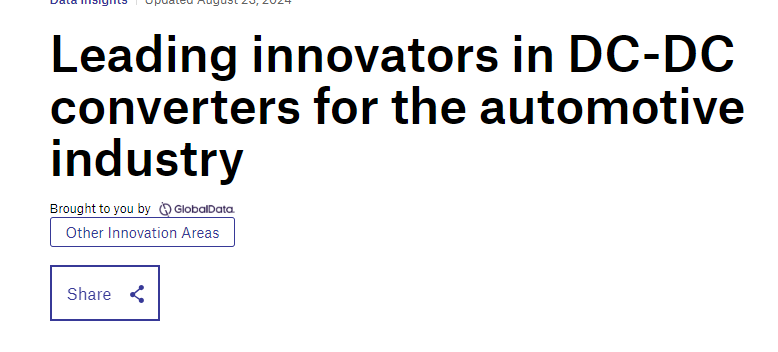 Data Insights | Updated August 23, 2024
Leading innovators in DC-DC
converters for the automotive
industry
Brought to you by GlobalData.
Other Innovation Areas
Share